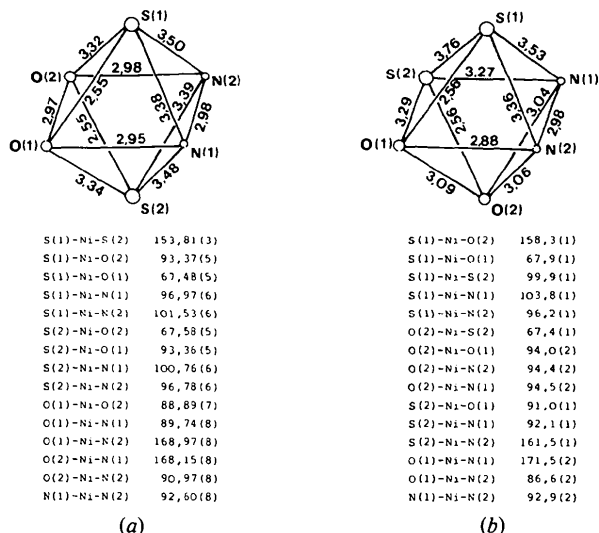 S(1)
3,32
3,50
O(2)
2,98
N(2)
2,55
3,38
3,39
2,97
2,55
2,98
O(1)
2,95
N(1)
3,34
3,48
S(2)
S(1)-Ni-S(2) 153,81(3)
S(1)-Ni-O(2) 93,37(5)
S(1)-Ni-O(1) 67,48(5)
S(1)-Ni-N(1) 96,97(6)
S(1)-Ni-N(2) 101,53(6)
S(2)-Ni-O(2) 67,58(5)
S(2)-Ni-O(1) 93,36(5)
S(2)-Ni-N(1) 100,76(6)
S(2)-Ni-N(2) 96,78(6)
O(1)-Ni-O(2) 88,89(7)
O(1)-Ni-N(1) 89,74(8)
O(1)-Ni-N(2) 168,97(8)
O(2)-Ni-N(1) 168,15(8)
O(2)-Ni-N(2) 90,97(8)
N(1)-Ni-N(2) 92,60(8)
(a)
S(1)
3,76
3,53
S(2)
3,27
N(1)
2,56
3,36
3,04
3,29
2,56
2,98
O(1)
2,88
N(2)
3,09
3,06
O(2)
S(1)-Ni-O(2) 158,3(1)
S(1)-Ni-O(1) 67,9(1)
S(1)-Ni-S(2) 99,9(1)
S(1)-Ni-N(1) 103,8(1)
S(1)-Ni-N(2) 96,2(1)
O(2)-Ni-S(2) 67,4(1)
O(2)-Ni-O(1) 94,0(2)
O(2)-Ni-N(2) 94,4(2)
O(2)-Ni-N(1) 94,5(2)
S(2)-Ni-O(1) 91,0(1)
S(2)-Ni-N(1) 92,1(1)
S(2)-Ni-N(2) 161,5(1)
O(1)-Ni-N(1) 171,5(2)
O(1)-Ni-N(2) 86,6(2)
N(1)-Ni-N(2) 92,9(2)
(b)